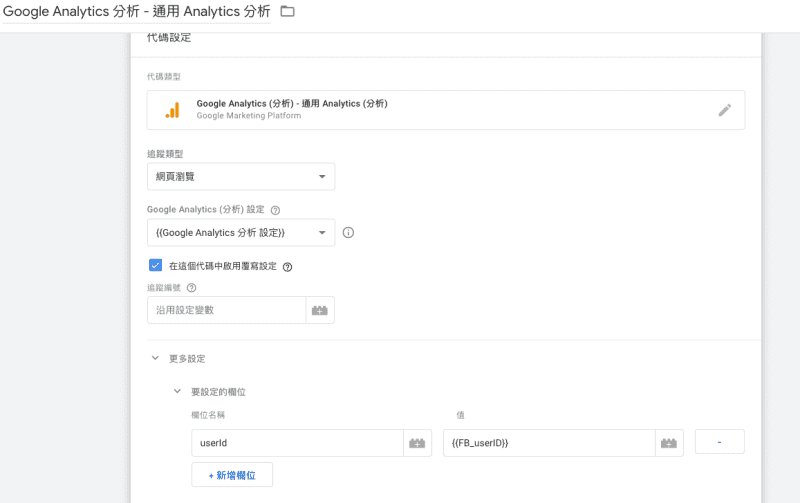 Google Analytics 分析 - 通用 Analytics 分析
代碼設定
代碼類型
Google Analytics (分析) - 通用 Analytics (分析)
Google Marketing Platform
追蹤類型
網頁瀏覽
Google Analytics (分析) 設定
{{Google Analytics 分析 設定}}
在這個代碼中啟用覆寫設定
追蹤編號
沿用設定變數
更多設定
要設定的欄位
欄位名稱 值
userId {{FB_userID}} -
+ 新增欄位